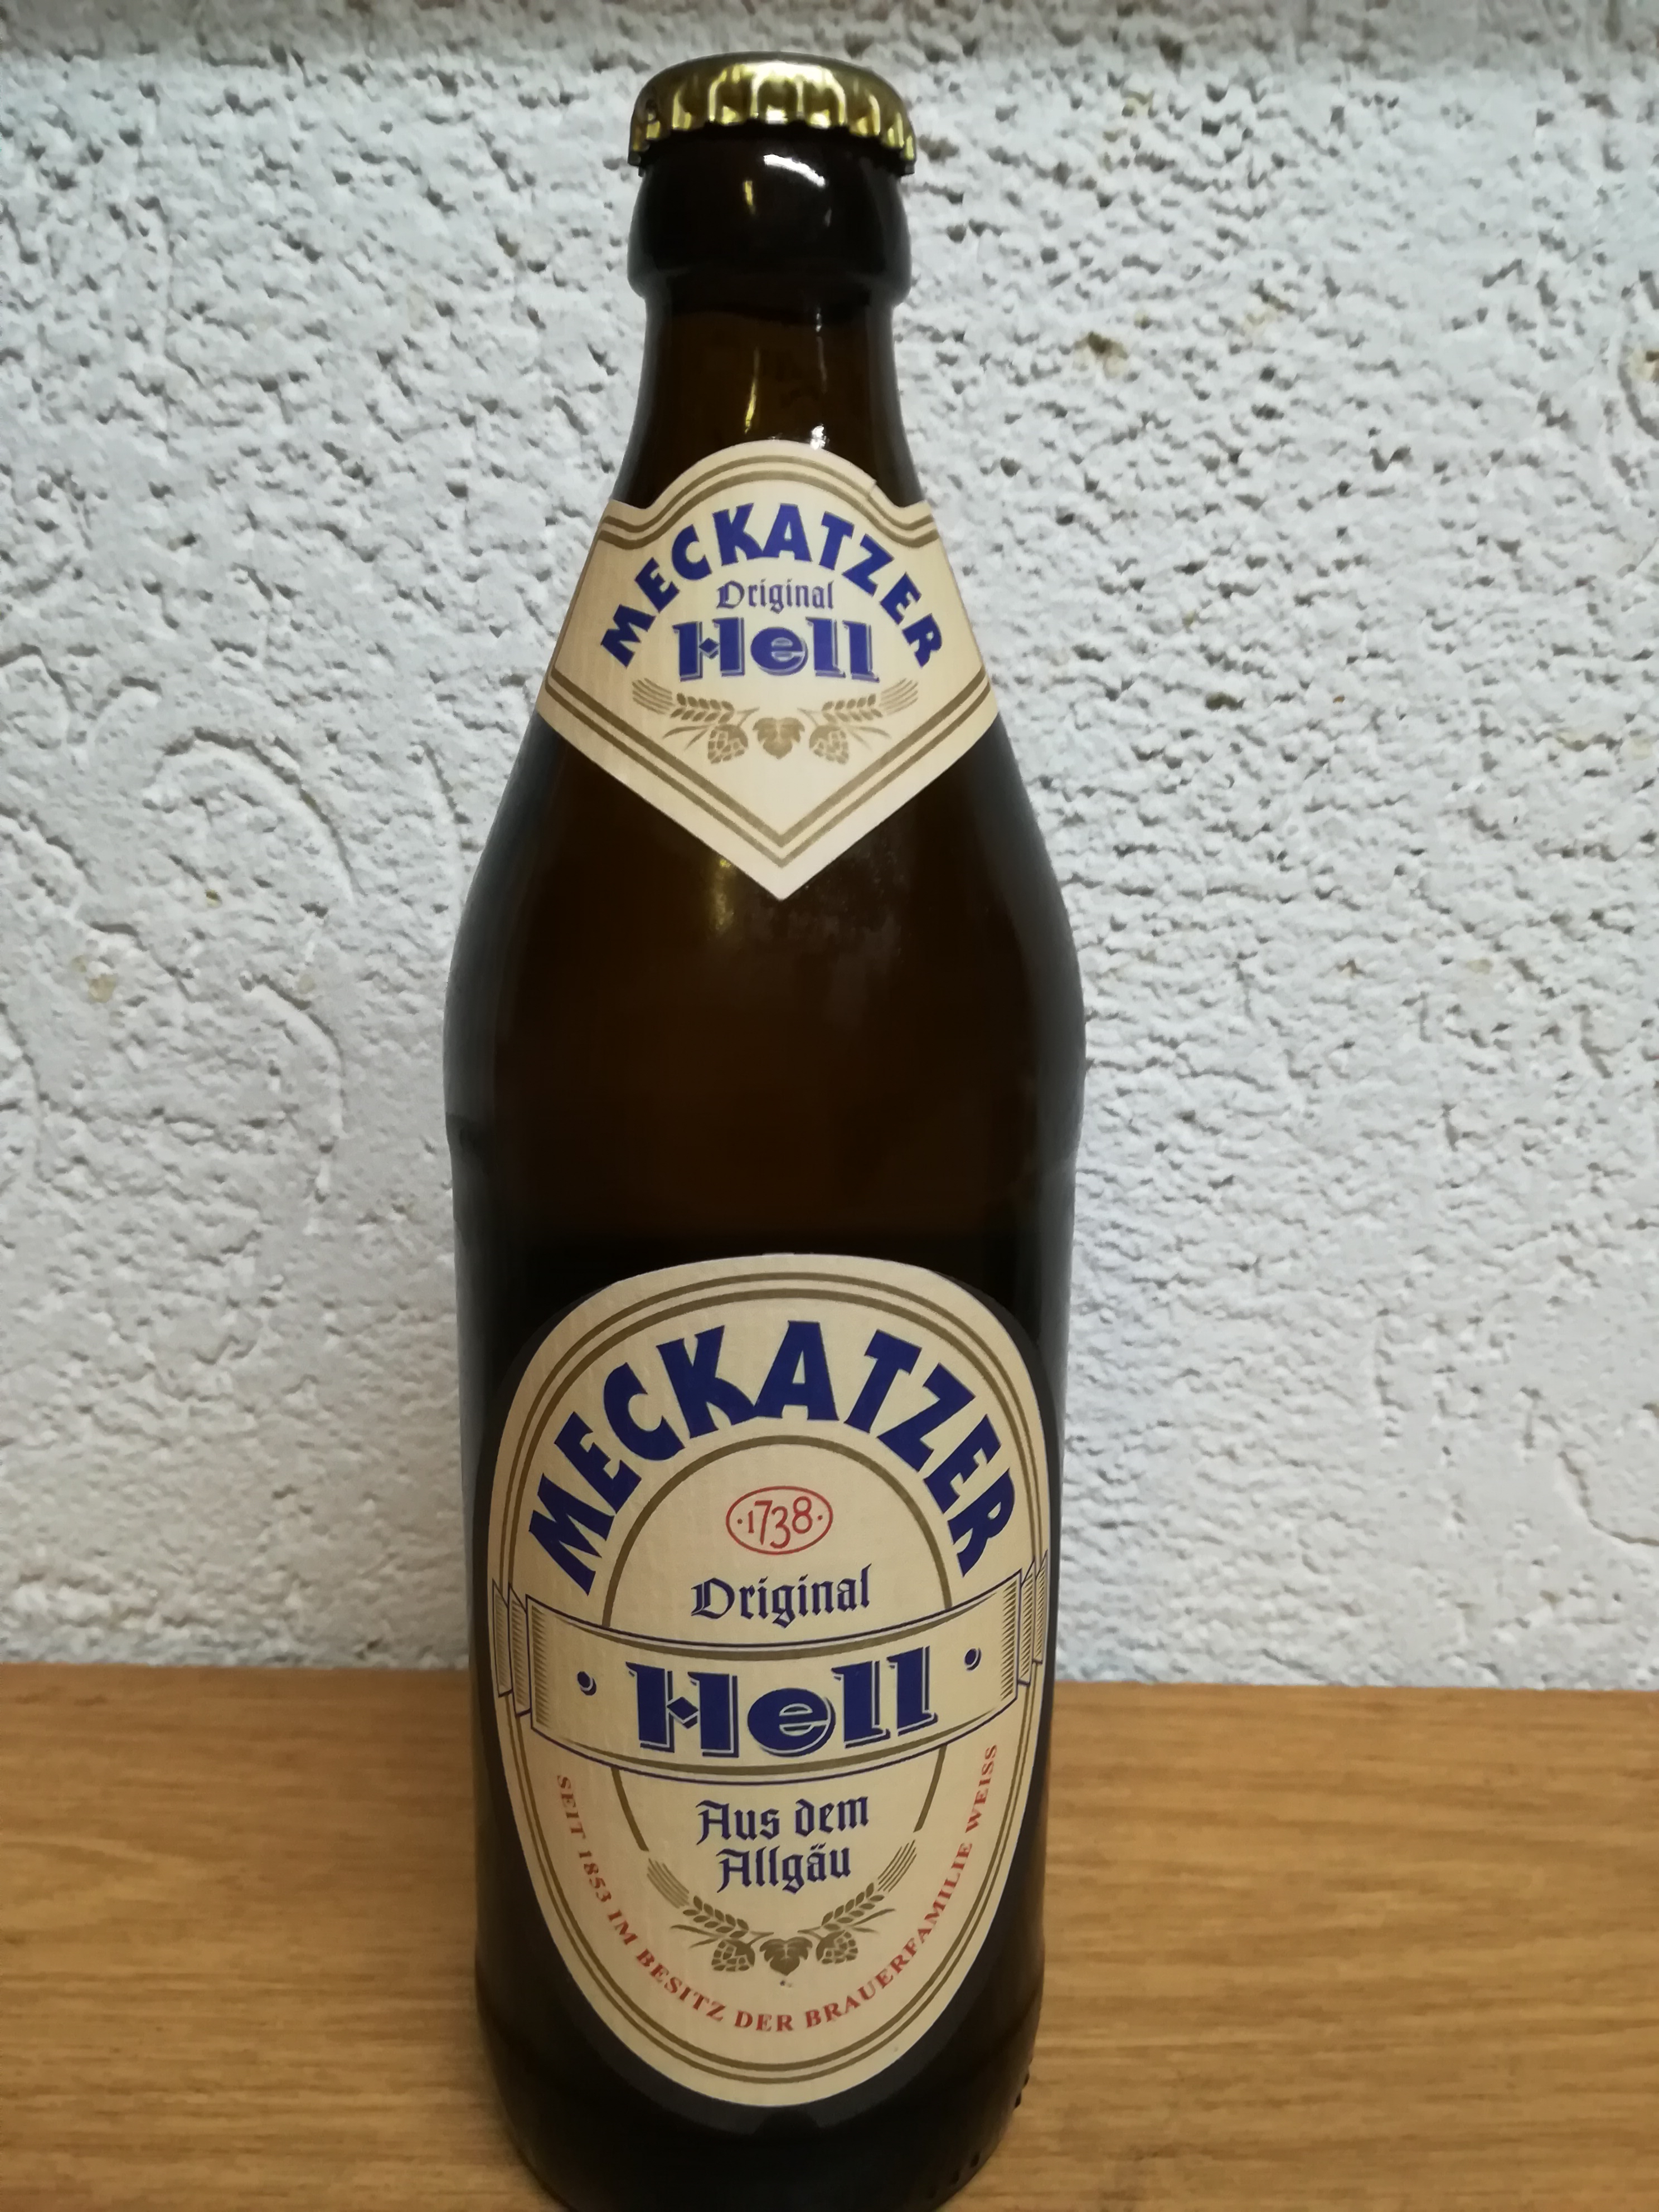 MECKATZER
Original
Hell
MECKATZER
·1738·
Original
• Hell •
Aus dem
Allgäu
SEIT 1853 IM BESITZ DER BRAUERFAMILIE WEISS